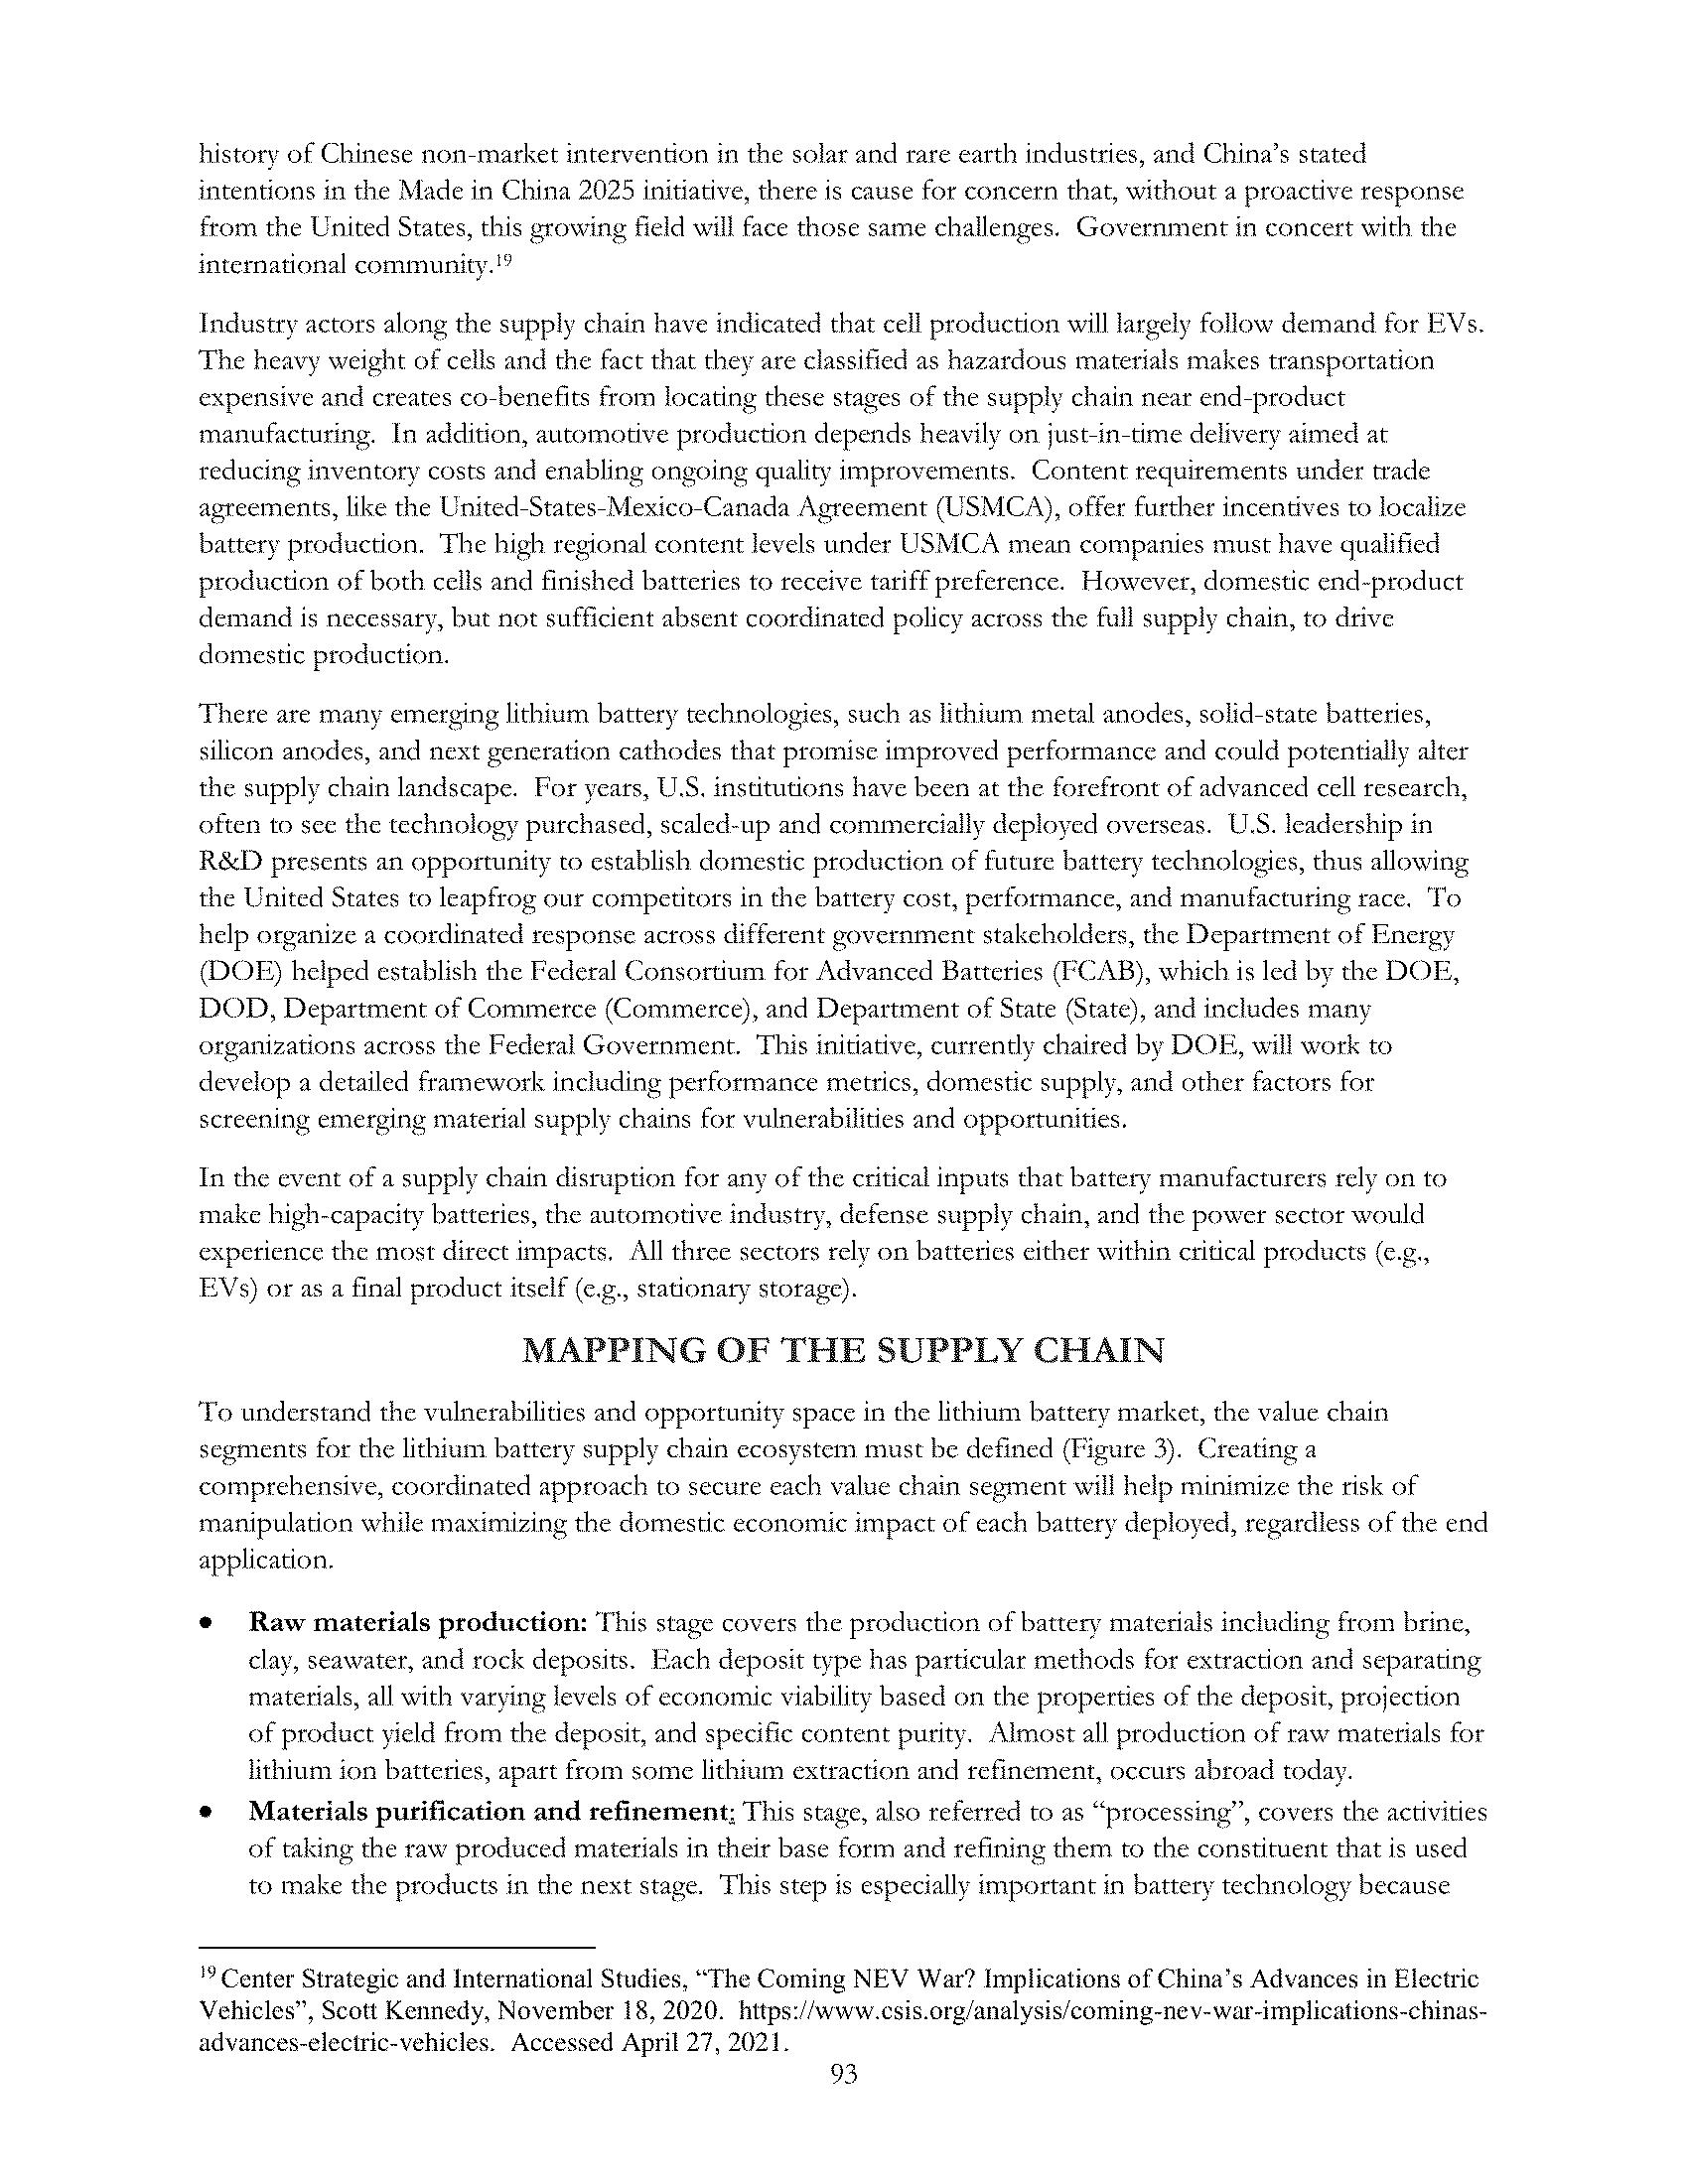 history of Chinese non-market intervention in the solar and rare earth industries, and China's stated
intentions in the Made in China 2025 initiative, there is cause for concern that, without a proactive response
from the United States, this growing field will face those same challenges.  Government in concert with the
international community.19
Industry actors along the supply chain have indicated that cell production will largely follow demand for EVs.
The heavy weight of cells and the fact that they are classified as hazardous materials makes transportation
expensive and creates co-benefits from locating these stages of the supply chain near end-product
manufacturing.  In addition, automotive production depends heavily on just-in-time delivery aimed at
reducing inventory costs and enabling ongoing quality improvements.  Content requirements under trade
agreements, like the United-States-Mexico-Canada Agreement (USMCA), offer further incentives to localize
battery production.  The high regional content levels under USMCA mean companies must have qualified
production of both cells and finished batteries to receive tariff preference.  However, domestic end-product
demand is necessary, but not sufficient absent coordinated policy across the full supply chain, to drive
domestic production.
There are many emerging lithium battery technologies, such as lithium metal anodes, solid-state batteries,
silicon anodes, and next generation cathodes that promise improved performance and could potentially alter
the supply chain landscape.  For years, U.S. institutions have been at the forefront of advanced cell research,
often to see the technology purchased, scaled-up and commercially deployed overseas.  U.S. leadership in
R&D presents an opportunity to establish domestic production of future battery technologies, thus allowing
the United States to leapfrog our competitors in the battery cost, performance, and manufacturing race.  To
help organize a coordinated response across different government stakeholders, the Department of Energy
(DOE) helped establish the Federal Consortium for Advanced Batteries (FCAB), which is led by the DOE,
DOD, Department of Commerce (Commerce), and Department of State (State), and includes many
organizations across the Federal Government.  This initiative, currently chaired by DOE, will work to
develop a detailed framework including performance metrics, domestic supply, and other factors for
screening emerging material supply chains for vulnerabilities and opportunities.
In the event of a supply chain disruption for any of the critical inputs that battery manufacturers rely on to
make high-capacity batteries, the automotive industry, defense supply chain, and the power sector would
experience the most direct impacts.  All three sectors rely on batteries either within critical products (e.g.,
EVs) or as a final product itself (e.g., stationary storage).
MAPPING OF THE SUPPLY CHAIN
To understand the vulnerabilities and opportunity space in the lithium battery market, the value chain
segments for the lithium battery supply chain ecosystem must be defined (Figure 3).  Creating a
comprehensive, coordinated approach to secure each value chain segment will help minimize the risk of
manipulation while maximizing the domestic economic impact of each battery deployed, regardless of the end
application.
• Raw materials production: This stage covers the production of battery materials including from brine,
clay, seawater, and rock deposits.  Each deposit type has particular methods for extraction and separating
materials, all with varying levels of economic viability based on the properties of the deposit, projection
of product yield from the deposit, and specific content purity.  Almost all production of raw materials for
lithium ion batteries, apart from some lithium extraction and refinement, occurs abroad today.
• Materials purification and refinement: This stage, also referred to as “processing”, covers the activities
of taking the raw produced materials in their base form and refining them to the constituent that is used
to make the products in the next stage.  This step is especially important in battery technology because
19 Center Strategic and International Studies, “The Coming NEV War? Implications of China's Advances in Electric
Vehicles”, Scott Kennedy, November 18, 2020.  https://www.csis.org/analysis/coming-nev-war-implications-chinas-
advances-electric-vehicles.  Accessed April 27, 2021.
93